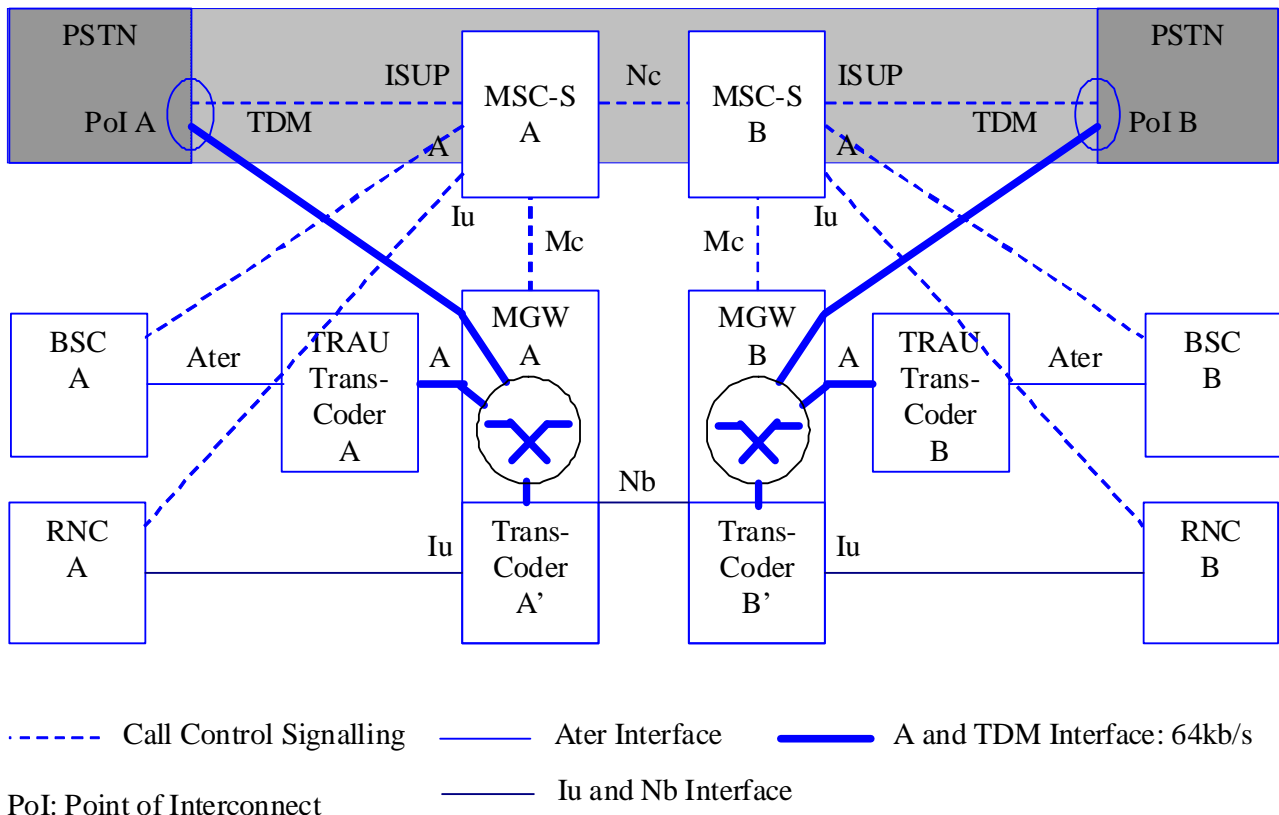 PSTN
PSTN
ISUP
MSC-S
A
Nc
MSC-S
B
ISUP
PoI A
TDM
TDM
PoI B
A
A
Iu
Iu
Mc
Mc
BSC
A
Ater
TRAU
Trans-
Coder
A
A
MGW
A
MGW
B
A
TRAU
Trans-
Coder
B
Ater
BSC
B
Nb
RNC
A
Iu
Trans-
Coder
A’
Trans-
Coder
B’
Iu
RNC
B
Call Control Signalling
Ater Interface
A and TDM Interface: 64kb/s
PoI: Point of Interconnect
Iu and Nb Interface